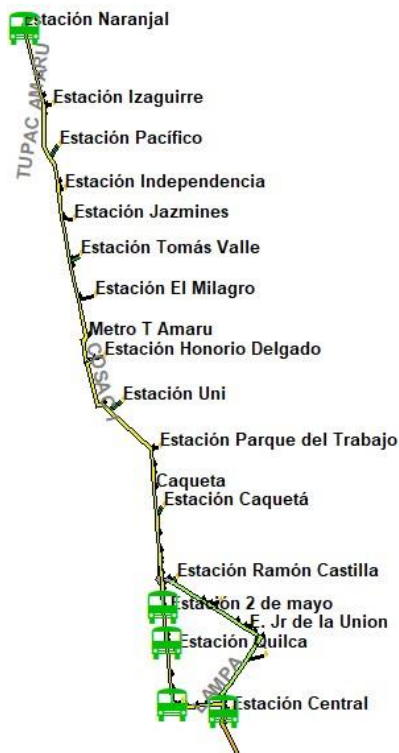 Estación Naranjal
TUPAC AMARU
Estación Izaguirre
Estación Pacífico
Estación Independencia
Estación Jazmines
Estación Tomás Valle
Estación El Milagro
Metro T Amaru
Estación Honorio Delgado
COSAC I
Estación Uni
Estación Parque del Trabajo
Caqueta
Estación Caquetá
Estación Ramón Castilla
Estación 2 de mayo
E. Jr de la Union
Estación Quilca
LAMPA
Estación Central